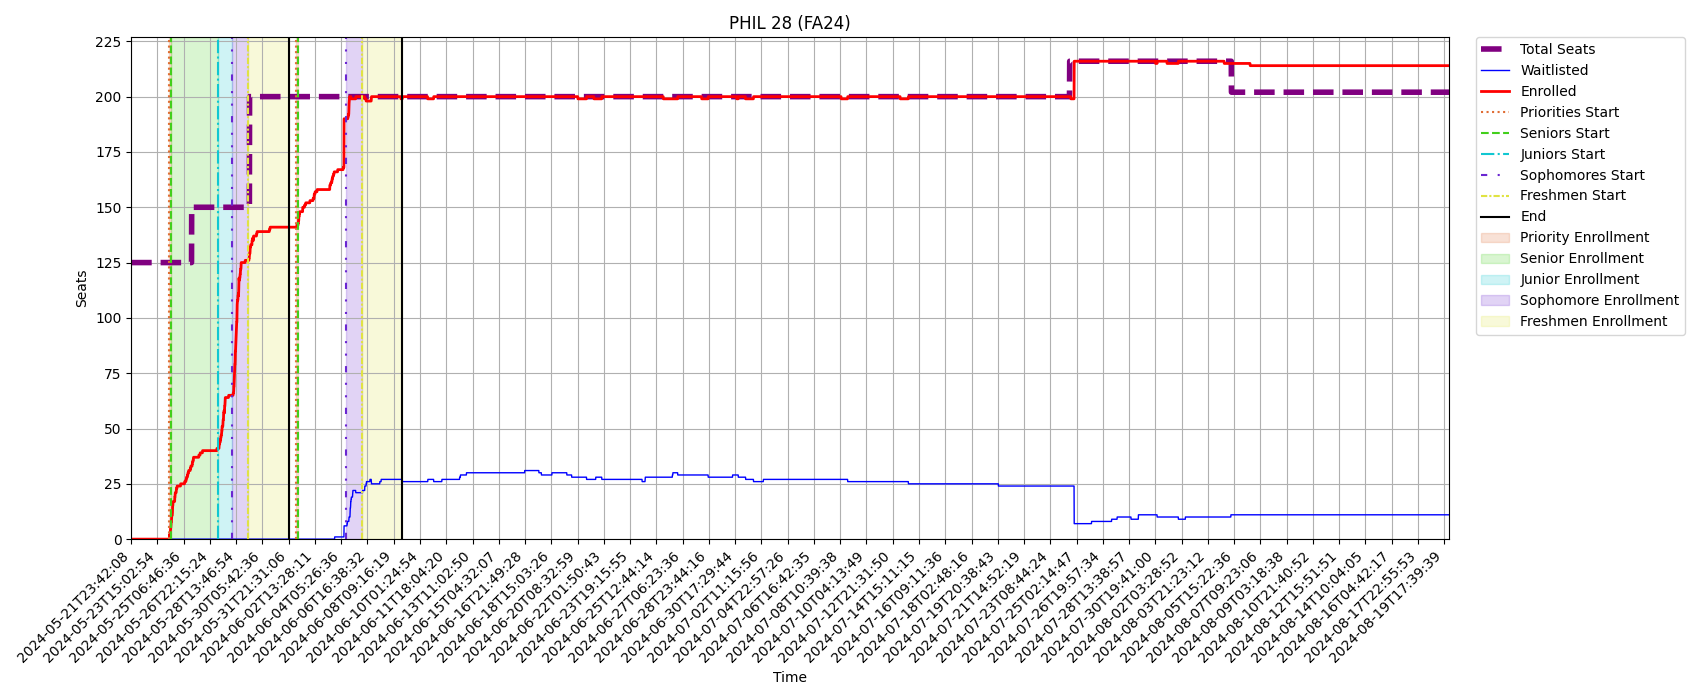 PHIL 28 (FA24)
225
200
175
150
125
100
75
50
25
0
Seats
Total Seats
Waitlisted
Enrolled
Priorities Start
Seniors Start
Juniors Start
Sophomores Start
Freshmen Start
End
Priority Enrollment
Senior Enrollment
Junior Enrollment
Sophomore Enrollment
Freshmen Enrollment
2024-05-21T23:42:08
2024-05-23T15:02:54
2024-05-25T06:46:36
2024-05-26T22:15:24
2024-05-28T13:46:54
2024-05-30T05:42:36
2024-05-31T21:31:06
2024-06-02T13:28:11
2024-06-04T05:26:36
2024-06-06T16:38:32
2024-06-08T09:16:19
2024-06-10T01:24:54
2024-06-11T18:04:20
2024-06-13T11:02:50
2024-06-15T04:32:07
2024-06-16T21:49:28
2024-06-18T15:03:26
2024-06-20T08:32:59
2024-06-22T01:50:43
2024-06-23T19:15:55
2024-06-25T12:44:14
2024-06-27T06:23:36
2024-06-28T23:44:16
2024-06-30T17:29:44
2024-07-02T11:15:56
2024-07-04T22:57:26
2024-07-06T16:42:35
2024-07-08T10:39:38
2024-07-10T04:13:49
2024-07-12T21:31:50
2024-07-14T15:11:15
2024-07-16T09:11:36
2024-07-18T02:48:16
2024-07-19T20:38:43
2024-07-21T14:52:19
2024-07-23T08:44:24
2024-07-25T02:14:47
2024-07-26T19:57:34
2024-07-28T13:38:57
2024-07-30T19:41:00
2024-08-02T03:28:52
2024-08-03T21:23:12
2024-08-05T15:22:36
2024-08-07T09:23:06
2024-08-09T03:18:38
2024-08-10T21:40:52
2024-08-12T15:51:51
2024-08-14T10:04:05
2024-08-16T04:42:17
2024-08-17T22:55:53
2024-08-19T17:39:39
Time